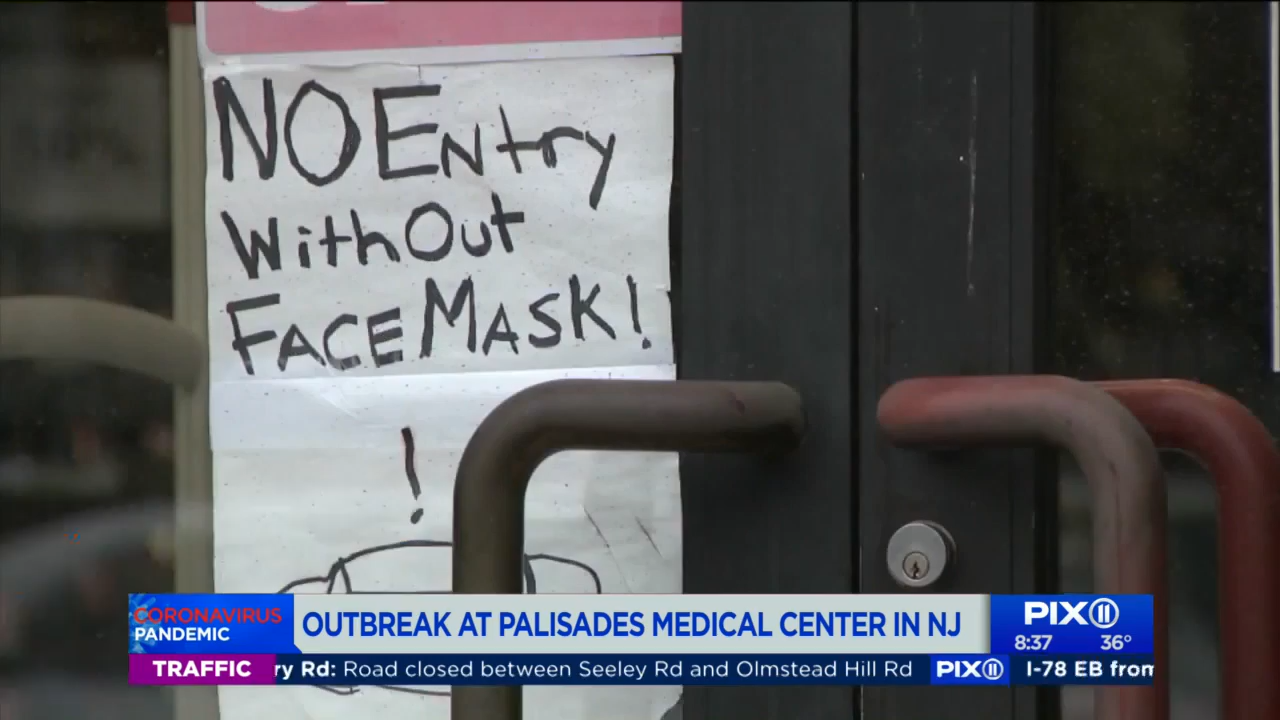 NO ENtry
WithOut
FACE MASK!
!
CORONAVIRUS
PANDEMIC
OUTBREAK AT PALISADES MEDICAL CENTER IN NJ
PIX11
8:37 36°
TRAFFIC
Rd: Road closed between Seeley Rd and Olmstead Hill Rd PIX11 I-78 EB from